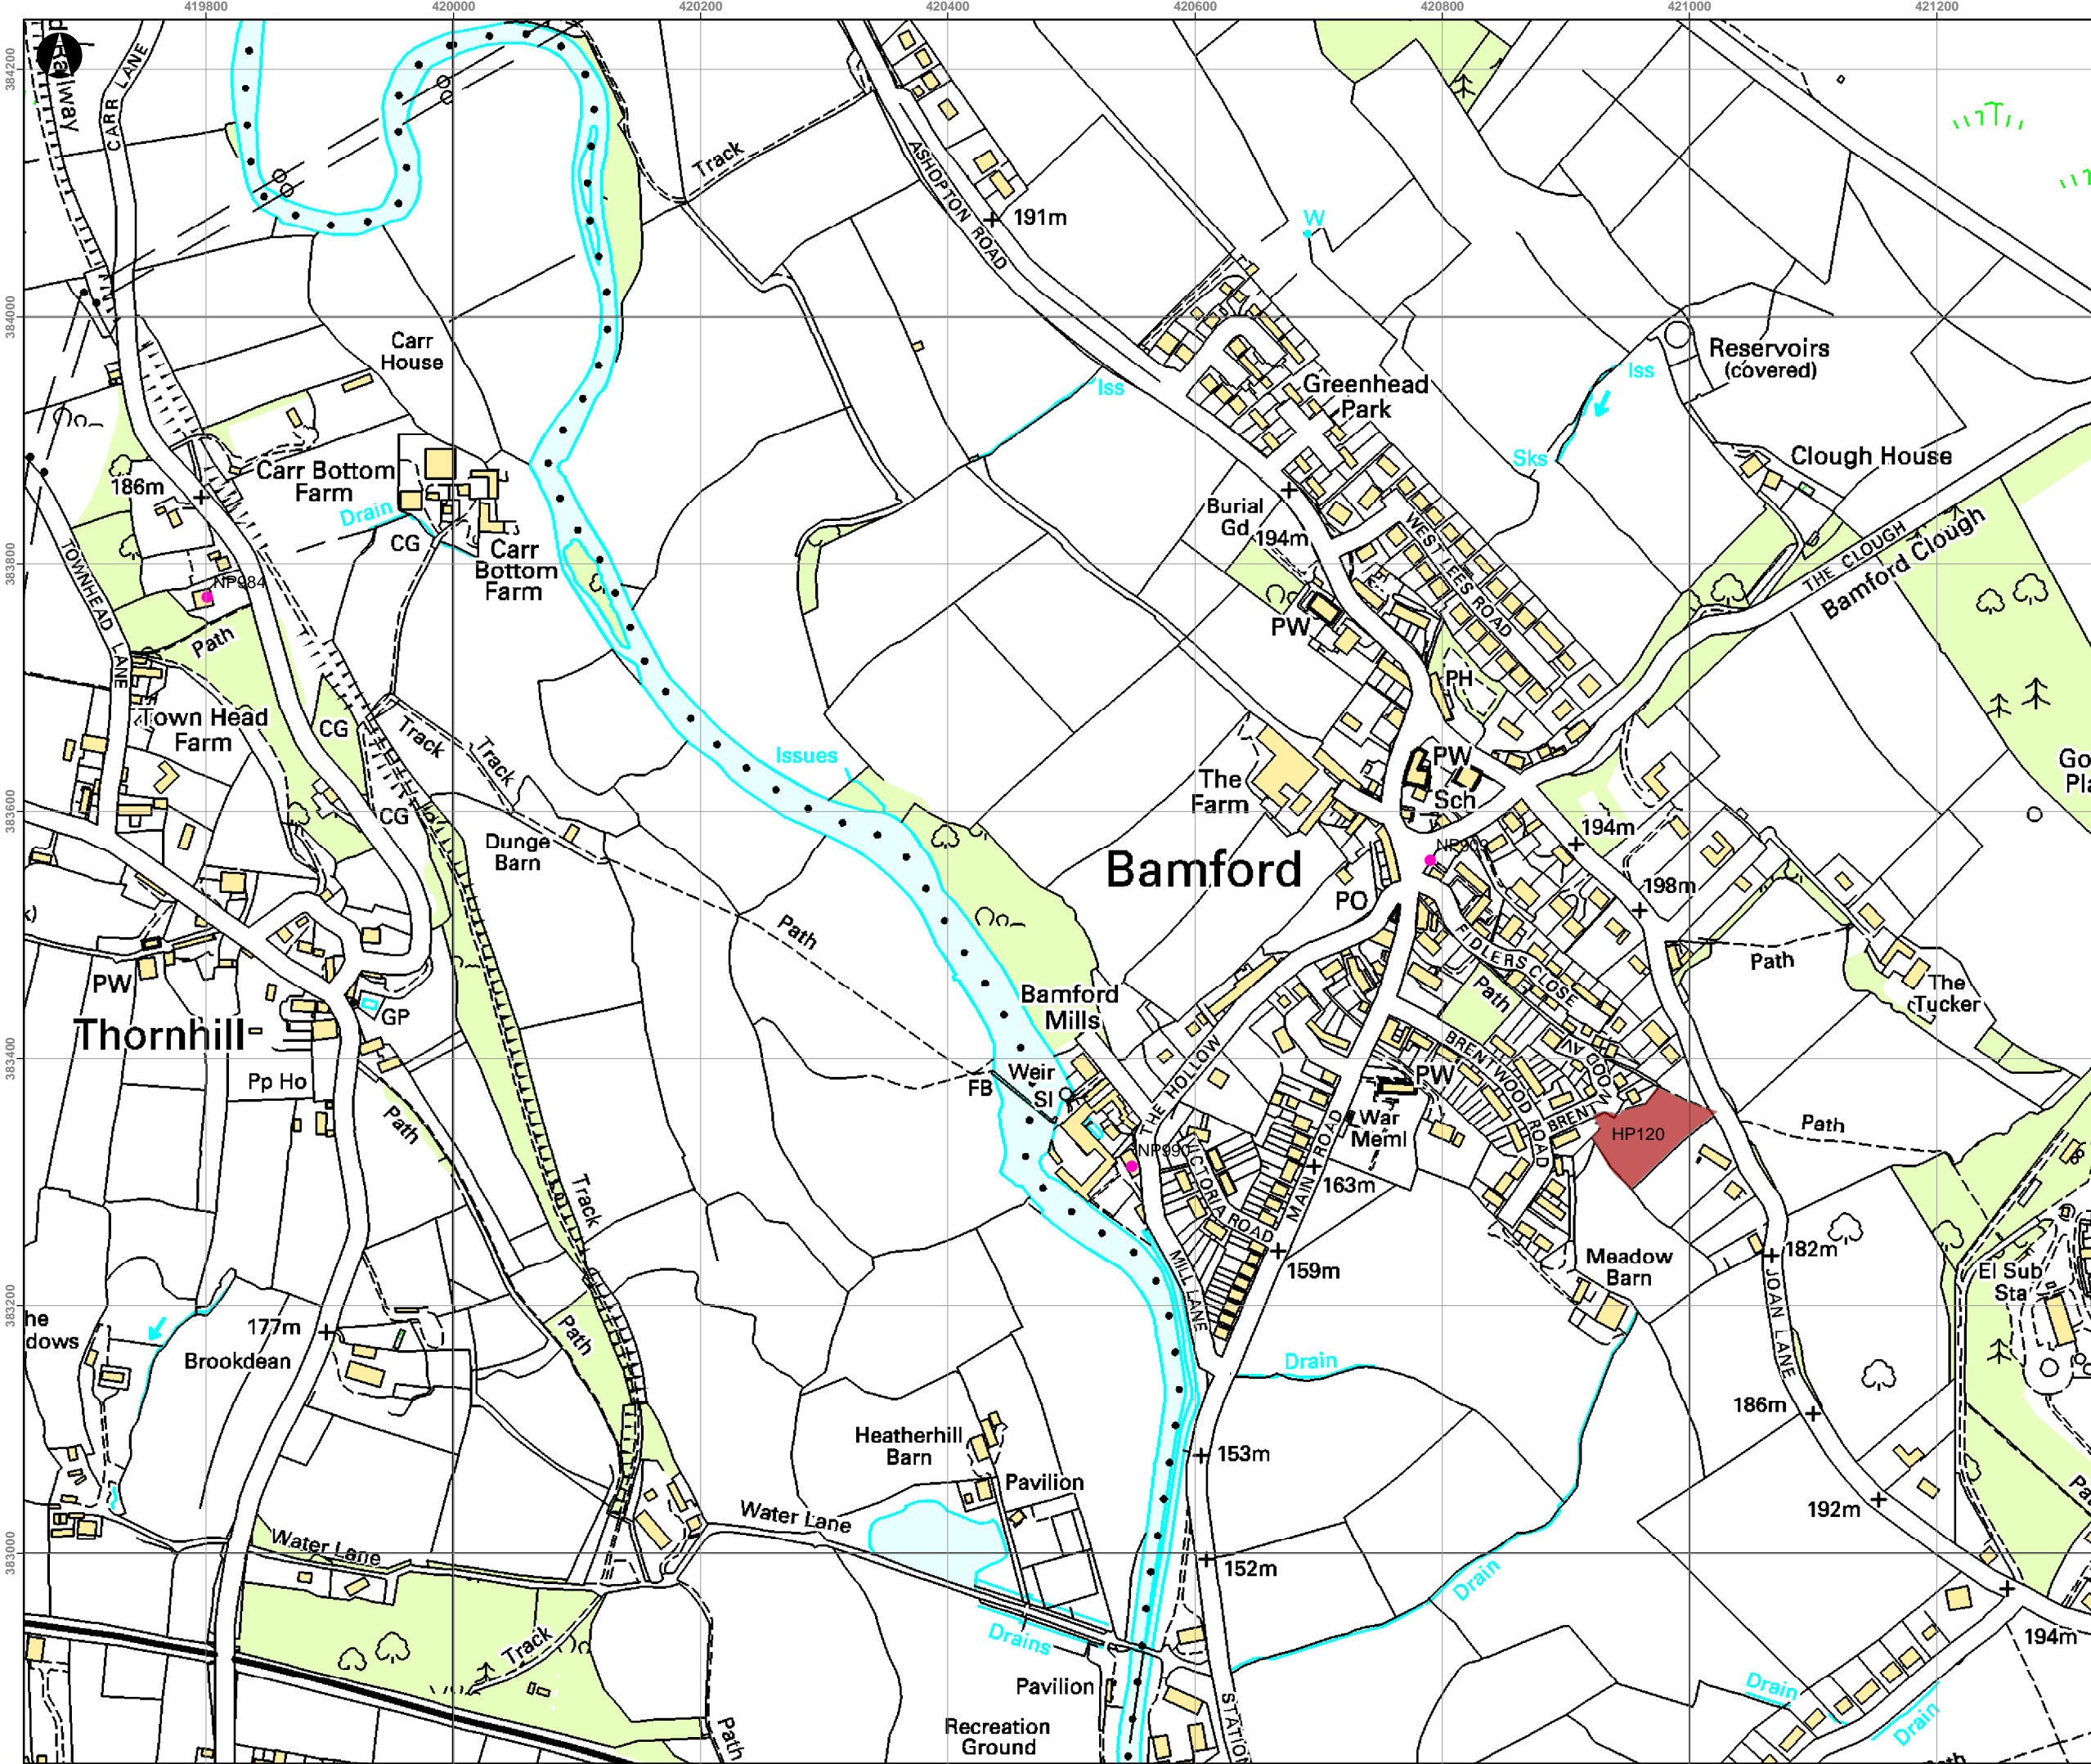 419800
420000
420200
420400
420600
420800
421000
421200
384200
384000
383800
383600
383400
383200
383000
Railway
CARR LANE
Track
ASHOPTON ROAD
191m
W
Carr
House
Iss
Greenhead
Park
Iss
Reservoirs
(covered)
Sks
Clough House
Carr Bottom
Farm
186m
Drain
CG
Carr
Bottom
Farm
Burial
Gd
194m
WEST LEES ROAD
THE CLOUGH
Bamford Clough
TOWNHEAD LANE
NP984
Path
PW
PH
Town Head
Farm
CG
Track
Track
Issues
The
Farm
PW
Sch
CG
Dunge
Barn
194m
Bamford
NP903
198m
PO
Path
FIDLERS CLOSE
Path
Path
The
Tucker
PW
GP
Thornhill
Bamford
Mills
Pp Ho
Path
FB
Weir
Sl
THE HOLLOW
BRENTWOOD ROAD
BRENTWOOD AV
PW
War
Meml
HP120
Path
NP990
VICTORIA ROAD
MAIN ROAD
163m
Track
159m
Meadow
Barn
182m
JOAN LANE
El Sub
Sta
MILL LANE
177m
Brookdean
Path
Drain
186m
Heatherhill
Barn
Pavilion
153m
192m
Water Lane
Water Lane
152m
Drain
Drains
Track
Pavilion
Recreation
Ground
Path
STATION
Drain
Drain
194m